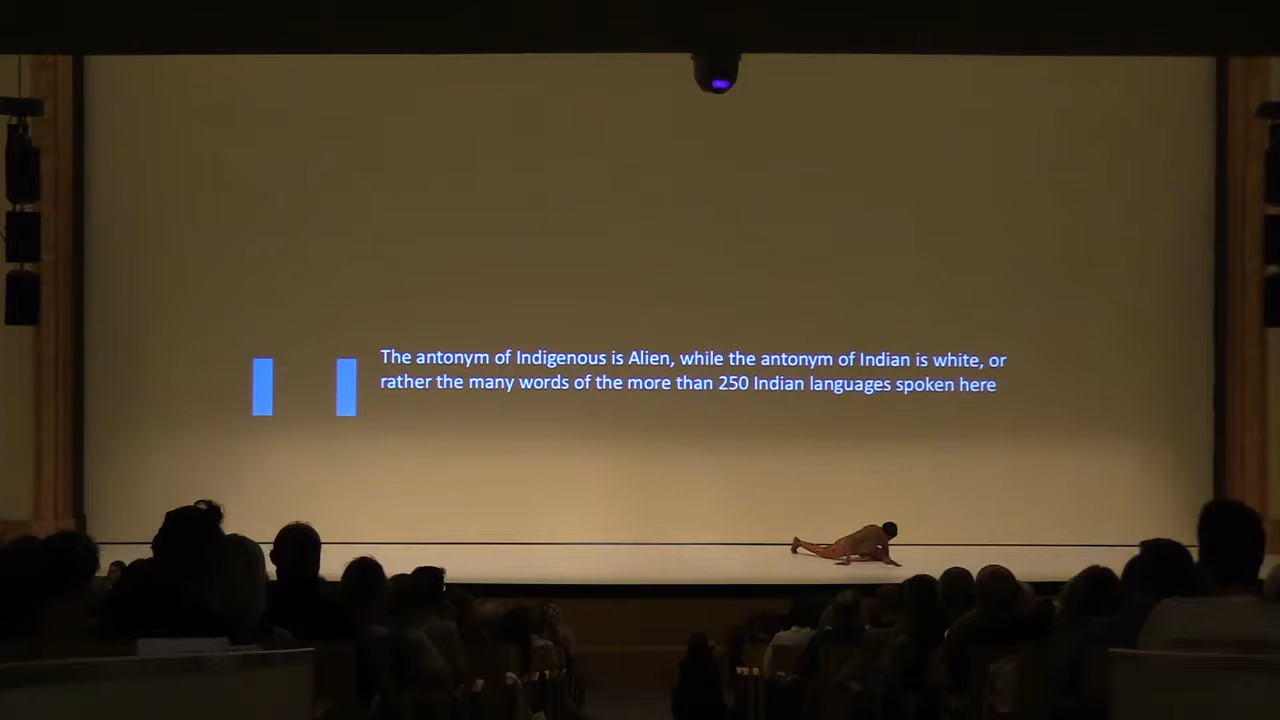 The antonym of Indigenous is Alien, while the antonym of Indian is white, or
rather the many words of the more than 250 Indian languages spoken here